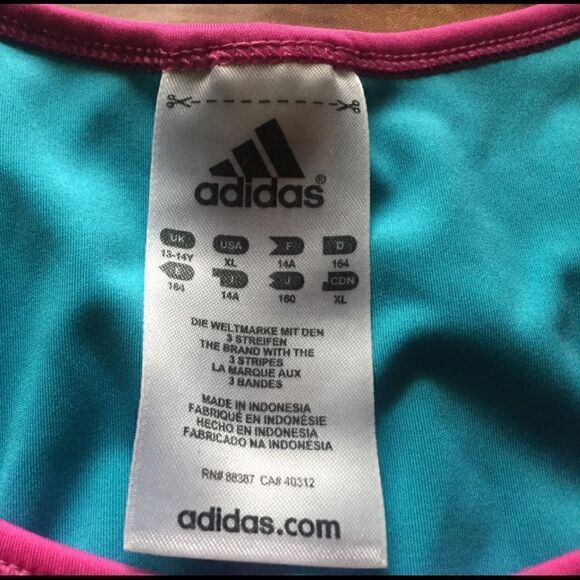 adidas®
UK USA F D
13-14Y XL 14A 164
E I J CDN
164 14A 160 XL
DIE WELTMARKE MIT DEN
3 STREIFEN
THE BRAND WITH THE
3 STRIPES
LA MARQUE AUX
3 BANDES
MADE IN INDONESIA
FABRIQUÉ EN INDONÉSIE
HECHO EN INDONESIA
FABRICADO NA INDONÉSIA
RN# 88387 CA# 40312
adidas.com